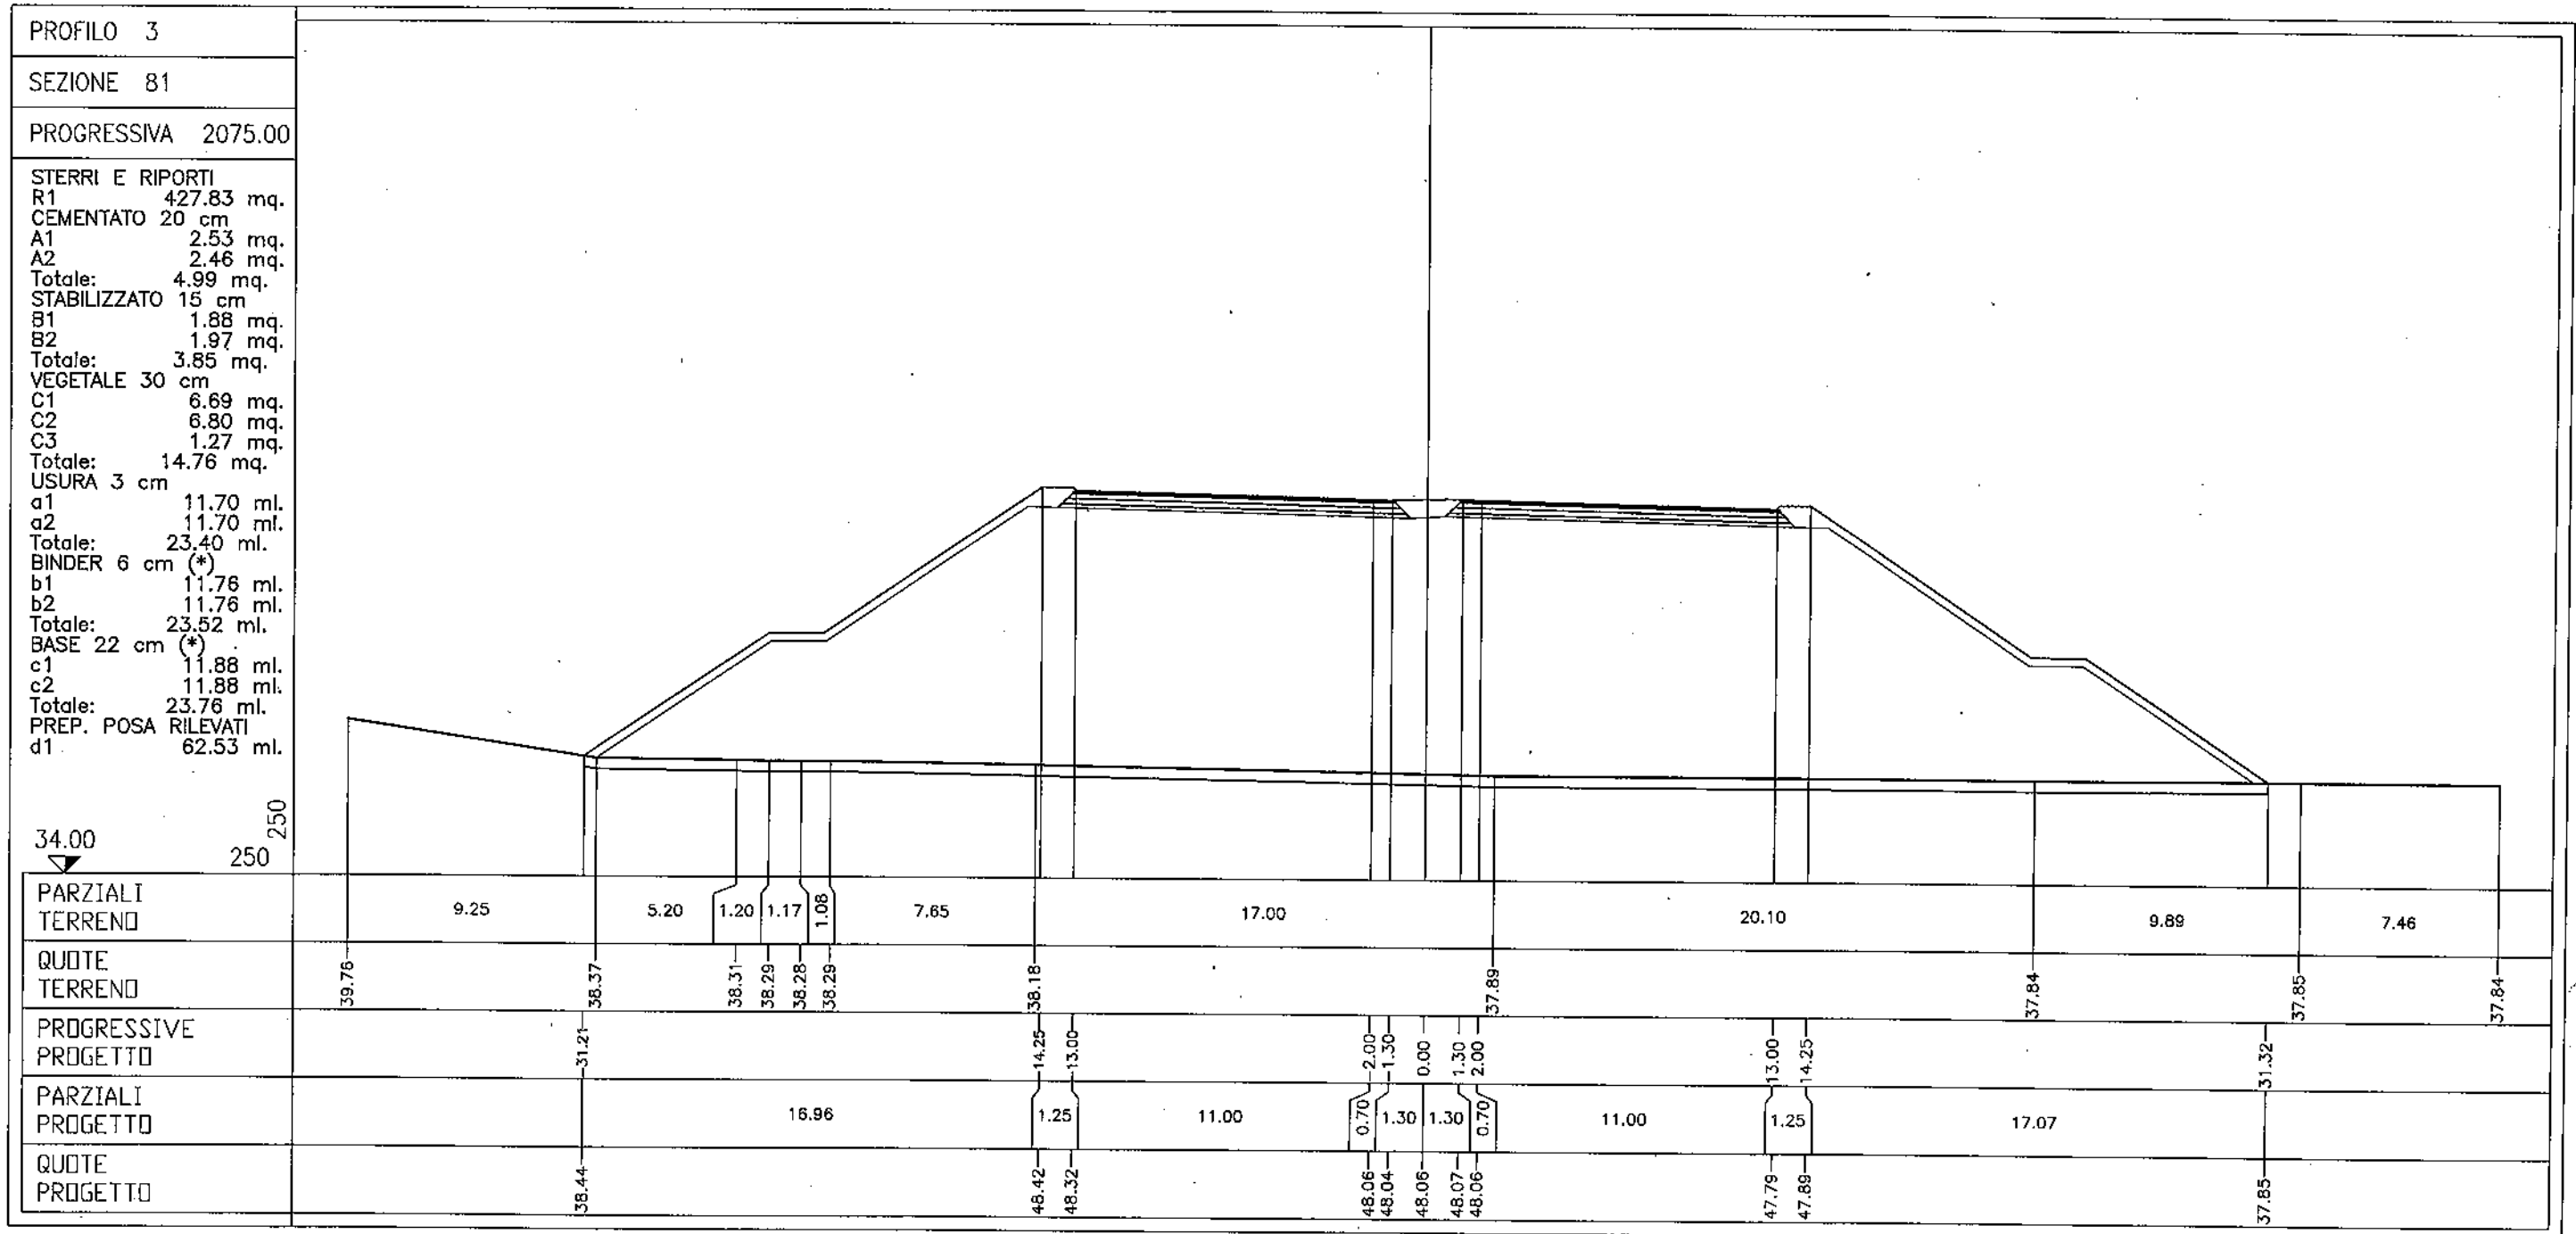 PROFILO 3
SEZIONE 81
PROGRESSIVA 2075.00
STERRI E RIPORTI
R1 427.83 mq.
CEMENTATO 20 cm
A1 2.53 mq.
A2 2.46 mq.
Totale: 4.99 mq.
STABILIZZATO 15 cm
B1 1.88 mq.
B2 1.97 mq.
Totale: 3.85 mq.
VEGETALE 30 cm
C1 6.69 mq.
C2 6.80 mq.
C3 1.27 mq.
Totale: 14.76 mq.
USURA 3 cm
a1 11.70 ml.
a2 11.70 ml.
Totale: 23.40 ml.
BINDER 6 cm (*)
b1 11.76 ml.
b2 11.76 ml.
Totale: 23.52 ml.
BASE 22 cm (*)
c1 11.88 ml.
c2 11.88 ml.
Totale: 23.76 ml.
PREP. POSA RILEVATI
d1 62.53 ml.
250
34.00
250
PARZIALI
TERRENO
9.25 5.20 1.20 1.17 1.08 7.65 17.00 20.10 9.89 7.46
QUOTE
TERRENO
39.76 38.37 38.31 38.29 38.28 38.29 38.18 37.89 37.84 37.85 37.84
PROGRESSIVE
PROGETTO
31.21 14.25 13.00 2.00 1.30 0.00 1.30 2.00 13.00 14.25 31.32
PARZIALI
PROGETTO
16.96 1.25 11.00 0.70 1.30 1.30 0.70 11.00 1.25 17.07
QUOTE
PROGETTO
38.44 48.42 48.32 48.06 48.04 48.06 48.07 48.06 47.79 47.89 37.85